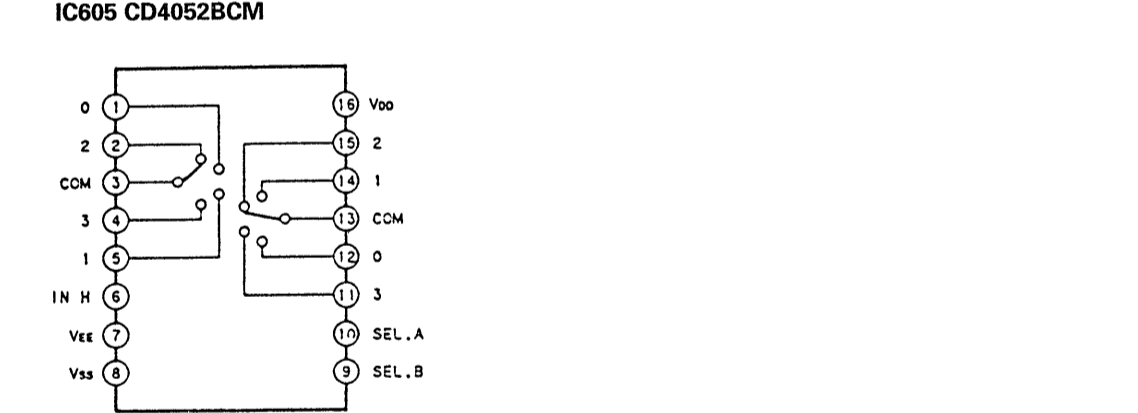 IC605 CD4052BCM
0 1 16 VDD
2 2 15 2
COM 3 14 1
3 4 13 COM
1 5 12 0
IN H 6 11 3
VEE 7 10 SEL.A
VSS 8 9 SEL.B